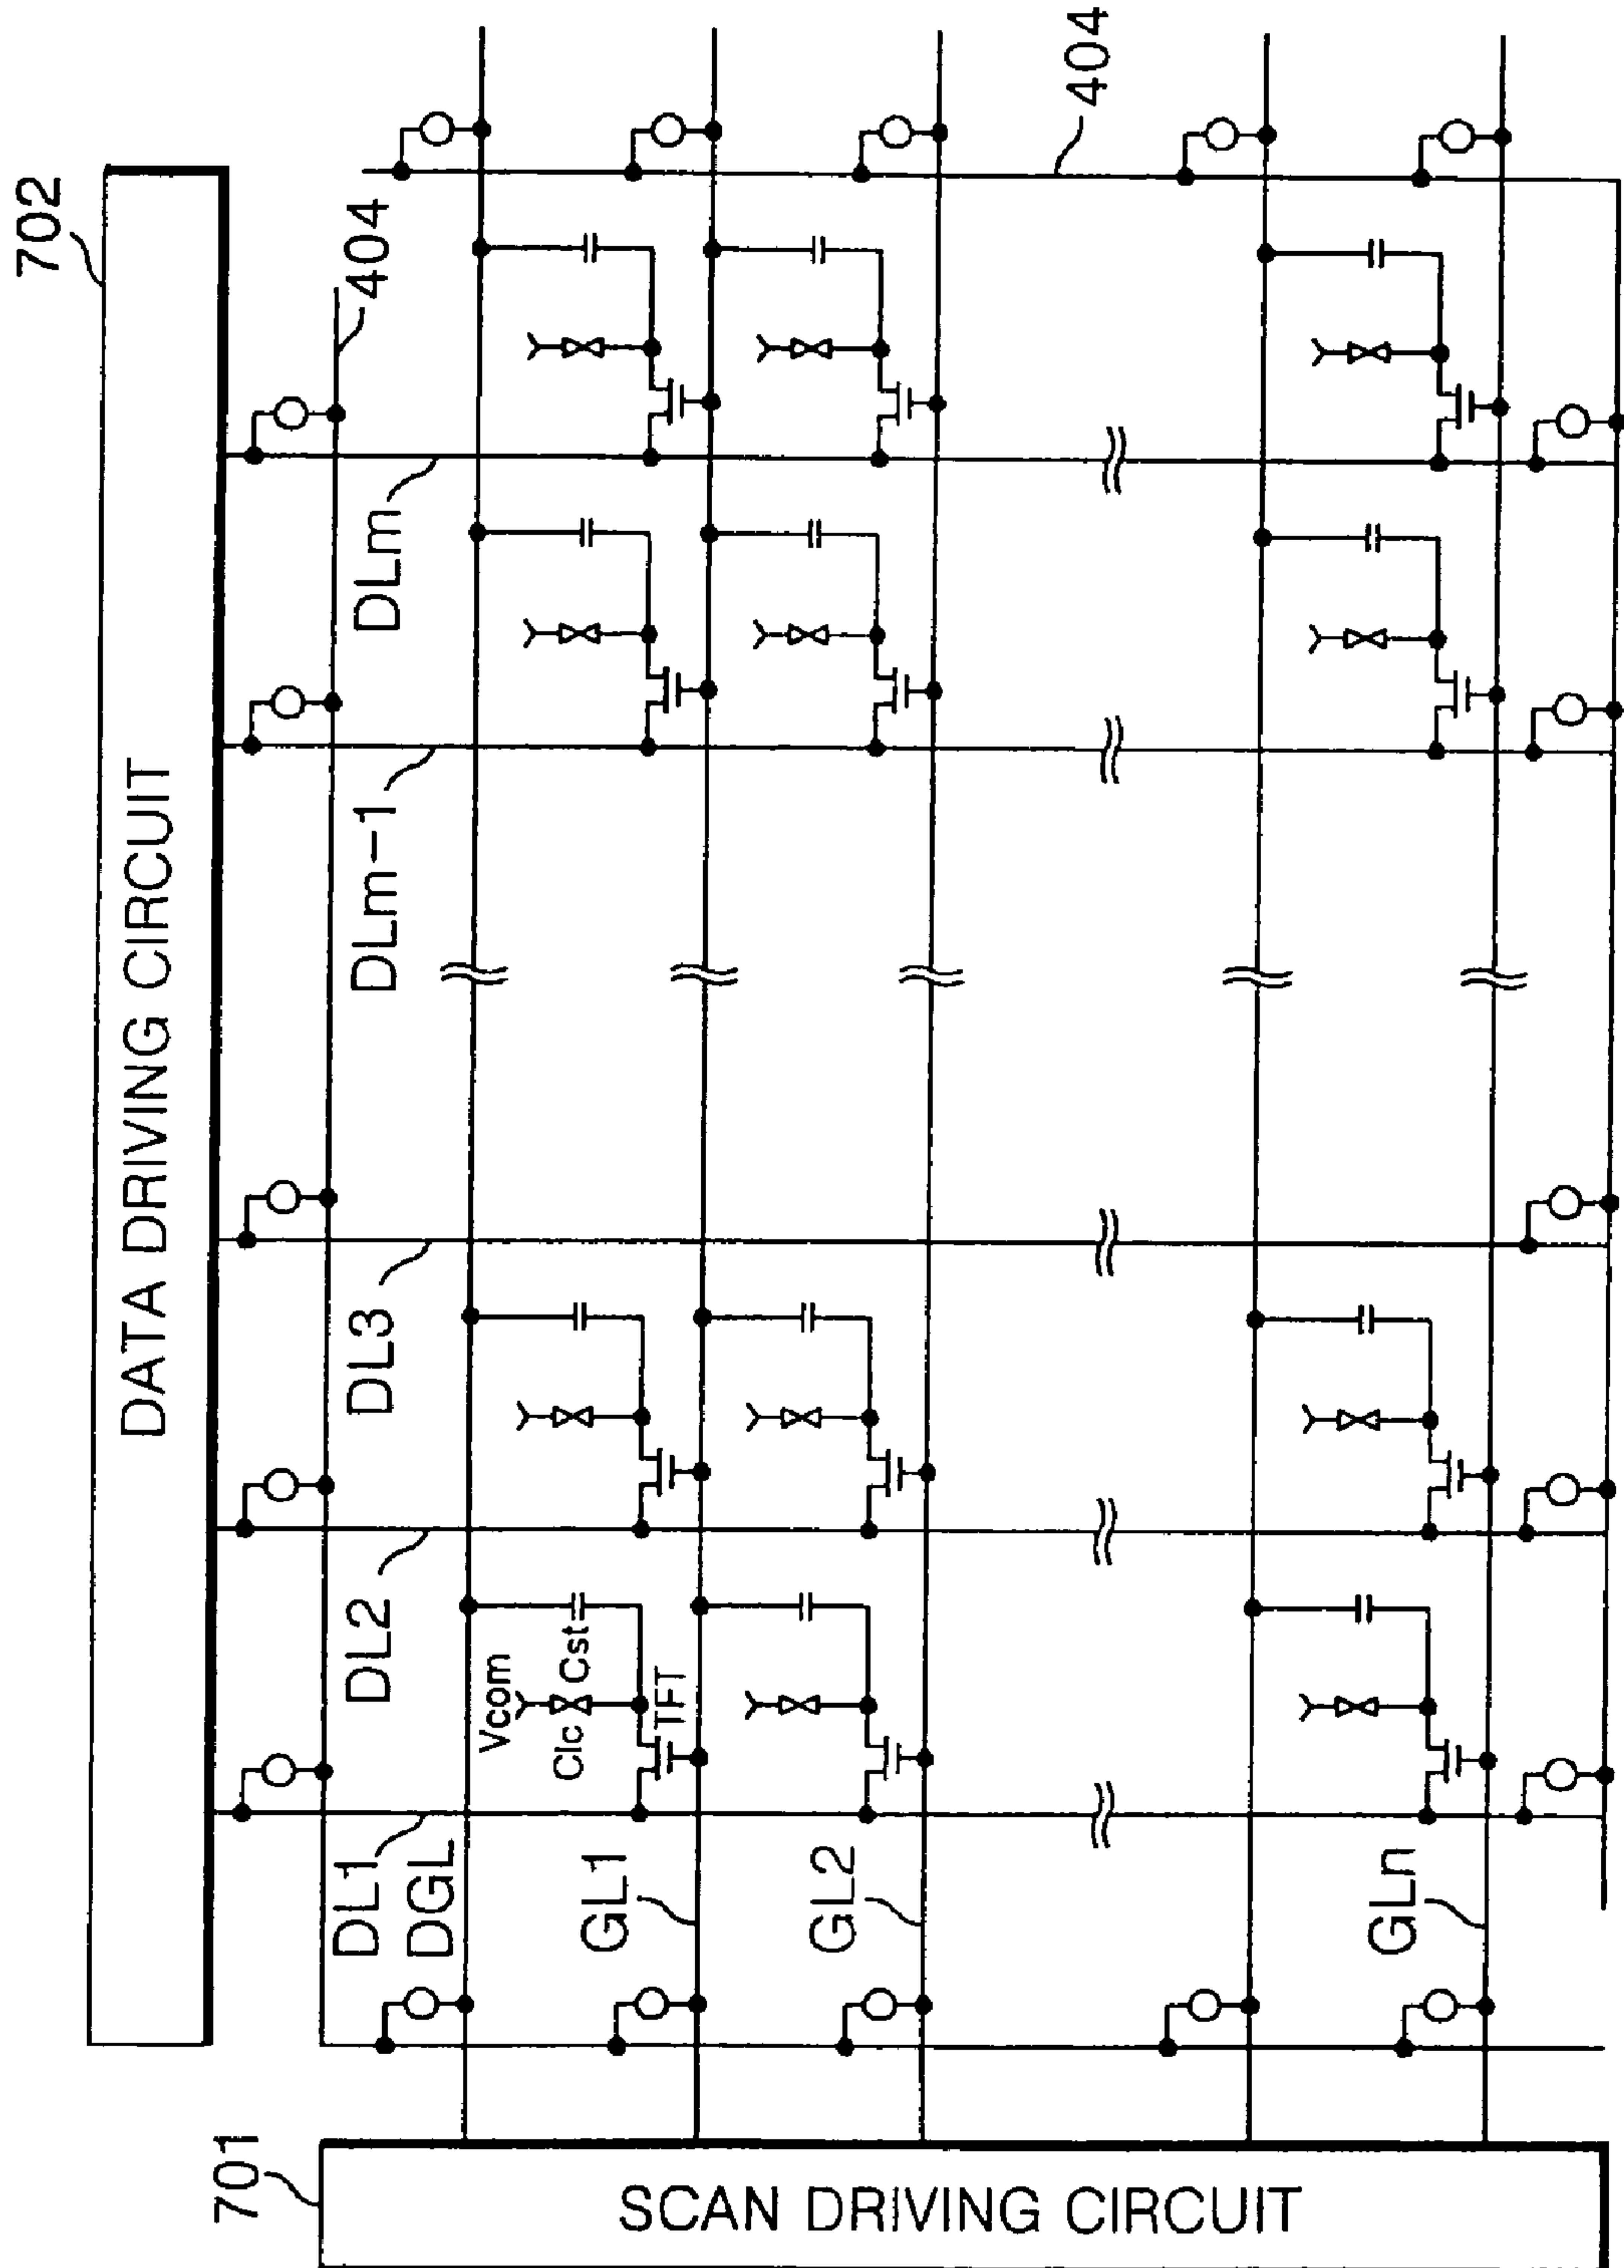 702
DATA DRIVING CIRCUIT
404
404
DL1
DL2
DL3
DLm-1
DLm
DGL
Vcom
Clc
Cst
TFT
GL1
GL2
GLn
701
SCAN DRIVING CIRCUIT